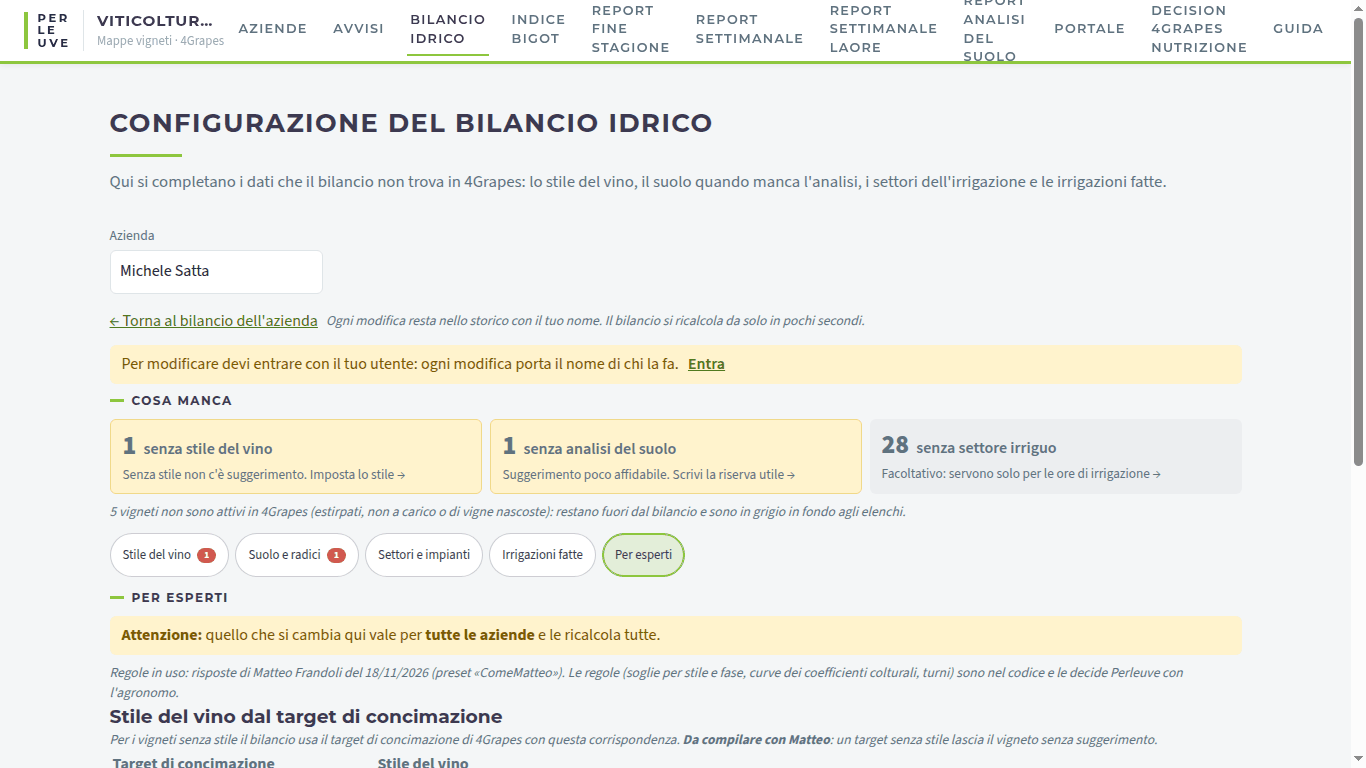 PER
LE
UVE
VITICOLTUR...
Mappe vigneti · 4Grapes
AZIENDE
AVVISI
BILANCIO
IDRICO
INDICE
BIGOT
REPORT
FINE
STAGIONE
REPORT
SETTIMANALE
REPORT
SETTIMANALE
LAORE
REPORT
ANALISI
DEL
SUOLO
PORTALE
DECISION
4GRAPES
NUTRIZIONE
GUIDA
CONFIGURAZIONE DEL BILANCIO IDRICO
Qui si completano i dati che il bilancio non trova in 4Grapes: lo stile del vino, il suolo quando manca l'analisi, i settori dell'irrigazione e le irrigazioni fatte.
Azienda
Michele Satta
← Torna al bilancio dell'azienda Ogni modifica resta nello storico con il tuo nome. Il bilancio si ricalcola da solo in pochi secondi.
Per modificare devi entrare con il tuo utente: ogni modifica porta il nome di chi la fa. Entra
COSA MANCA
1 senza stile del vino
Senza stile non c'è suggerimento. Imposta lo stile →
1 senza analisi del suolo
Suggerimento poco affidabile. Scrivi la riserva utile →
28 senza settore irriguo
Facoltativo: servono solo per le ore di irrigazione →
5 vigneti non sono attivi in 4Grapes (estirpati, non a carico o di vigne nascoste): restano fuori dal bilancio e sono in grigio in fondo agli elenchi.
Stile del vino 1
Suolo e radici 1
Settori e impianti
Irrigazioni fatte
Per esperti
PER ESPERTI
Attenzione: quello che si cambia qui vale per tutte le aziende e le ricalcola tutte.
Regole in uso: risposte di Matteo Frandoli del 18/11/2026 (preset «ComeMatteo»). Le regole (soglie per stile e fase, curve dei coefficienti colturali, turni) sono nel codice e le decide Perleuve con
l'agronomo.
Stile del vino dal target di concimazione
Per i vigneti senza stile il bilancio usa il target di concimazione di 4Grapes con questa corrispondenza. Da compilare con Matteo: un target senza stile lascia il vigneto senza suggerimento.
Target di concimazione Stile del vino